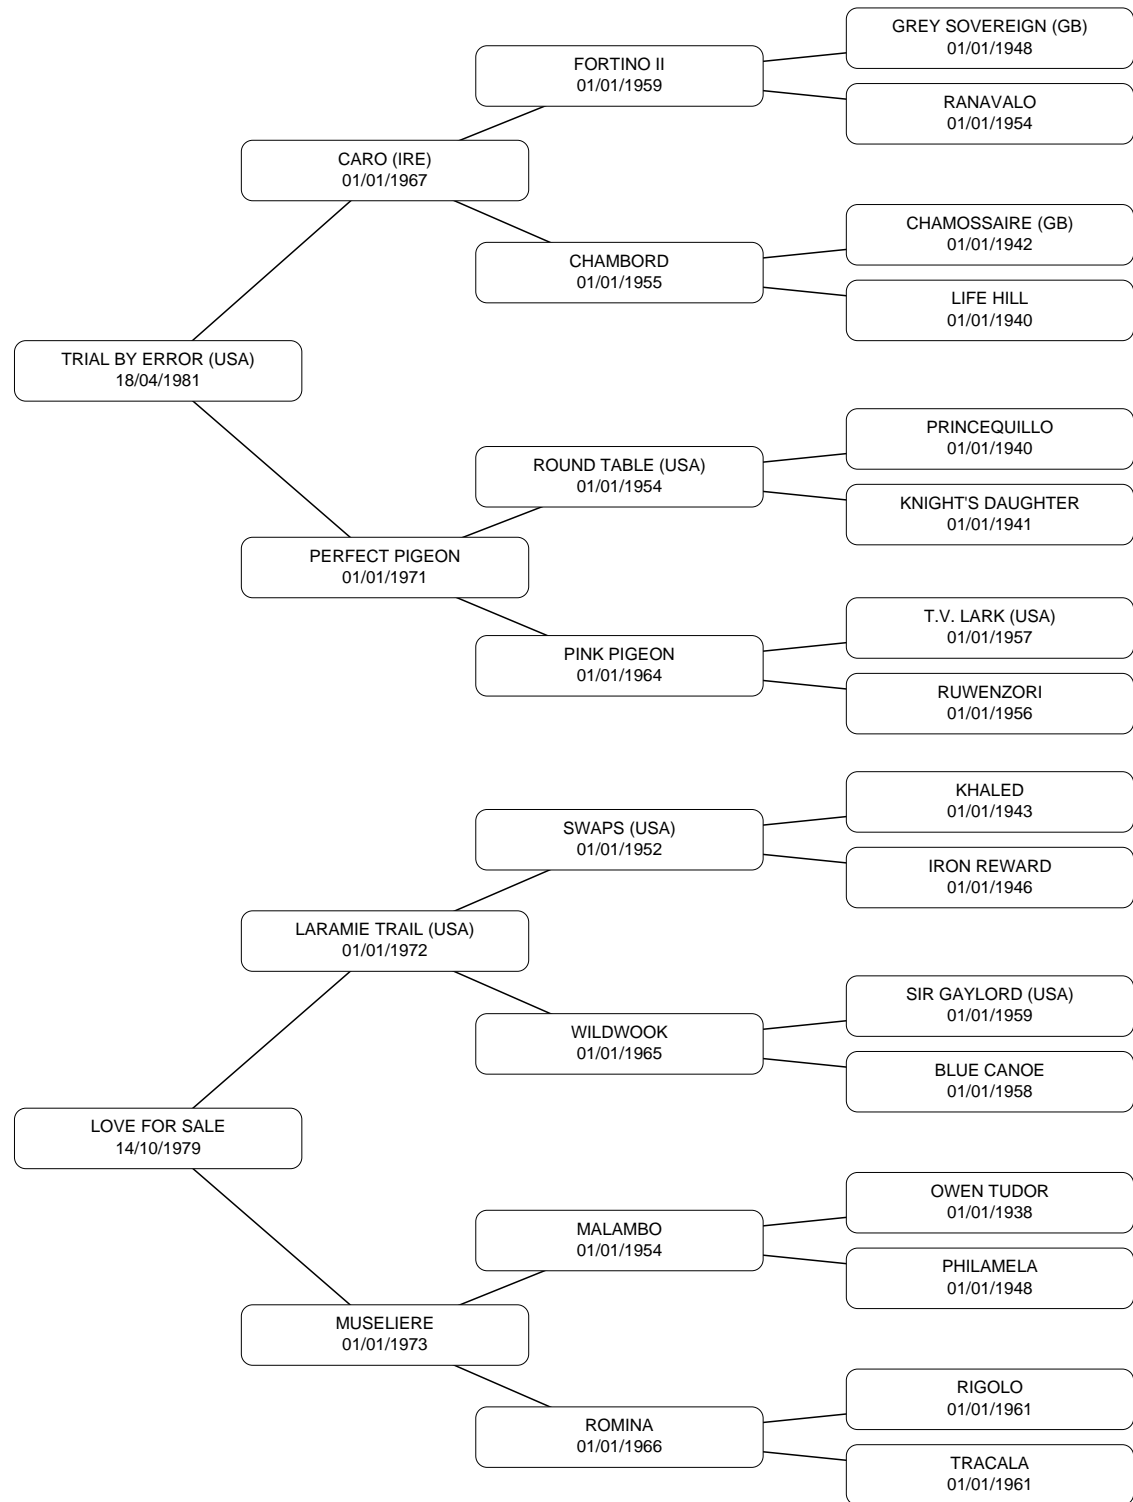 GREY SOVEREIGN (GB)
01/01/1948
FORTINO II
01/01/1959
RANAVALO
01/01/1954
CARO (IRE)
01/01/1967
CHAMOSSAIRE (GB)
01/01/1942
CHAMBORD
01/01/1955
LIFE HILL
01/01/1940
TRIAL BY ERROR (USA)
18/04/1981
PRINCEQUILLO
01/01/1940
ROUND TABLE (USA)
01/01/1954
KNIGHT'S DAUGHTER
01/01/1941
PERFECT PIGEON
01/01/1971
T.V. LARK (USA)
01/01/1957
PINK PIGEON
01/01/1964
RUWENZORI
01/01/1956
KHALED
01/01/1943
SWAPS (USA)
01/01/1952
IRON REWARD
01/01/1946
LARAMIE TRAIL (USA)
01/01/1972
SIR GAYLORD (USA)
01/01/1959
WILDWOOK
01/01/1965
BLUE CANOE
01/01/1958
LOVE FOR SALE
14/10/1979
OWEN TUDOR
01/01/1938
MALAMBO
01/01/1954
PHILAMELA
01/01/1948
MUSELIERE
01/01/1973
RIGOLO
01/01/1961
ROMINA
01/01/1966
TRACALA
01/01/1961